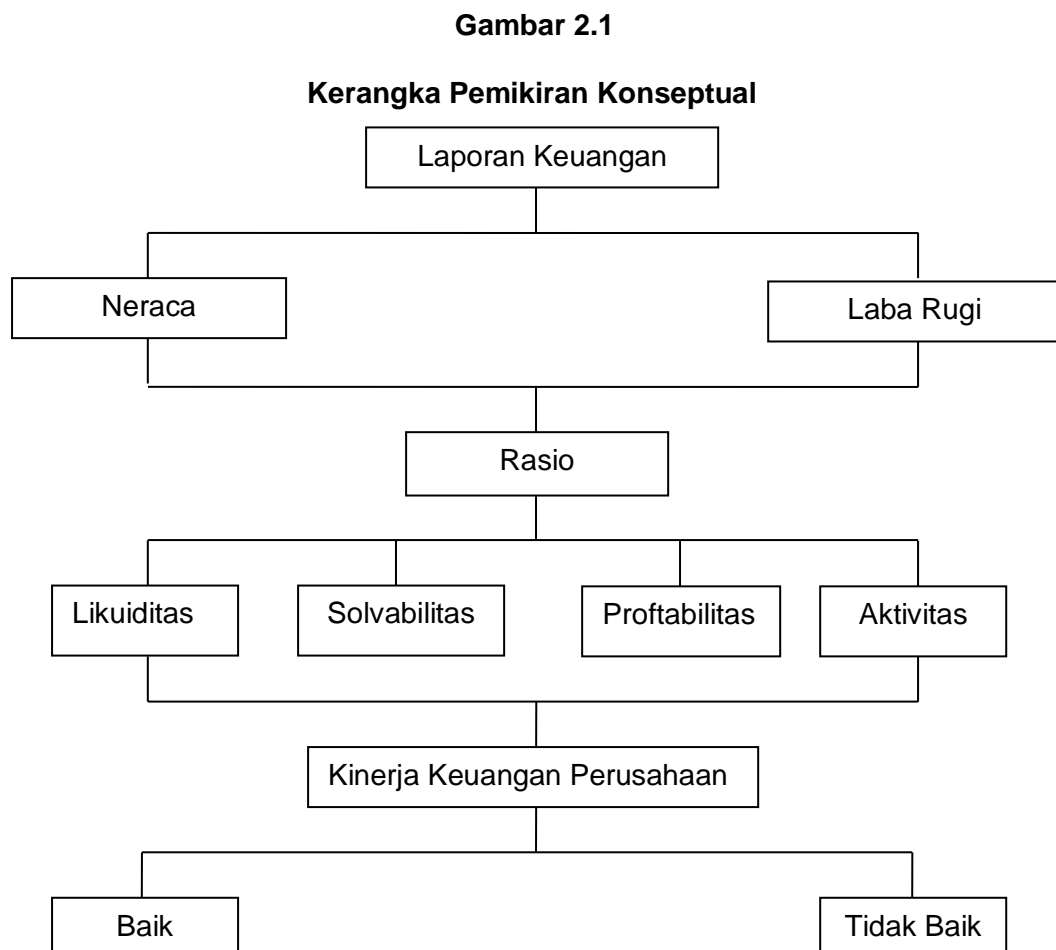 Gambar 2.1
Kerangka Pemikiran Konseptual
Laporan Keuangan
Neraca
Laba Rugi
Rasio
Likuiditas
Solvabilitas
Proftabilitas
Aktivitas
Kinerja Keuangan Perusahaan
Baik
Tidak Baik